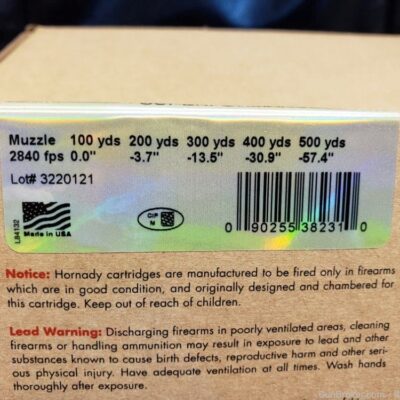 Muzzle 100 yds 200 yds 300 yds 400 yds 500 yds
2840 fps 0.0" -3.7" -13.5" -30.9" -57.4"
Lot# 3220121
L84132
Made in USA
CIP
M
0 90255 38231 0
Notice: Hornady cartridges are manufactured to be fired only in firearms
which are in good condition, and originally designed and chambered for
this cartridge. Keep out of reach of children.
Lead Warning: Discharging firearms in poorly ventilated areas, cleaning
firearms or handling ammunition may result in exposure to lead and other
substances known to cause birth defects, reproductive harm and other seri-
ous physical injury. Have adequate ventilation at all times. Wash hands
thoroughly after exposure.